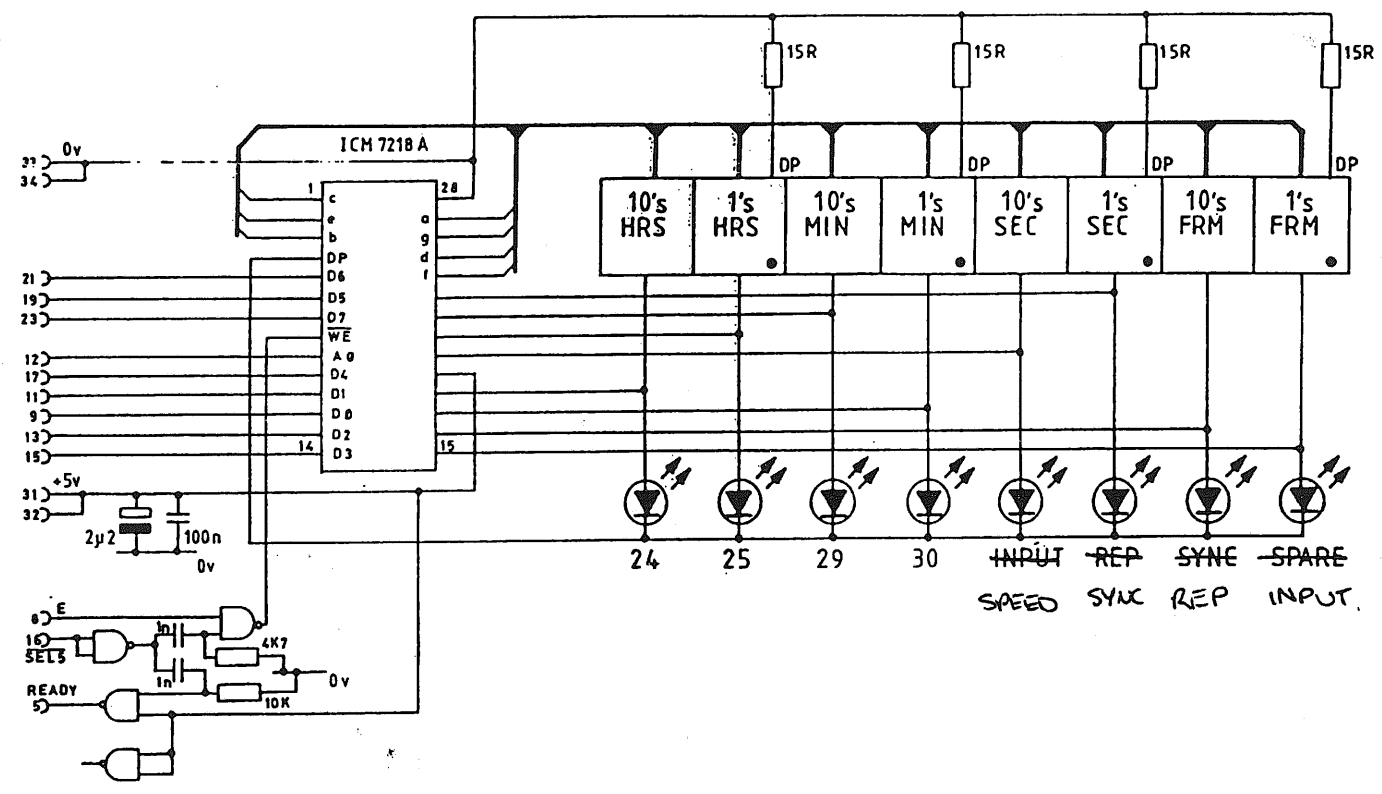 15R
15R
15R
15R
ICM 7218 A
0v
33
34
1
28
c
e
b
DP
D6
D5
D7
WE
A0
D4
D1
D0
D2
14
D3
a
g
d
f
15
21
19
23
12
17
11
9
13
15
31
+5v
32
2µ2
100n
0v
DP
DP
DP
DP
10's HRS
1's HRS
10's MIN
1's MIN
10's SEC
1's SEC
10's FRM
1's FRM
24
25
29
30
INPUT
REP
SYNC
SPARE
SPEED
SYNC
REP
INPUT.
8
E
16
SEL5
1n
1n
4K7
10K
0v
READY
5